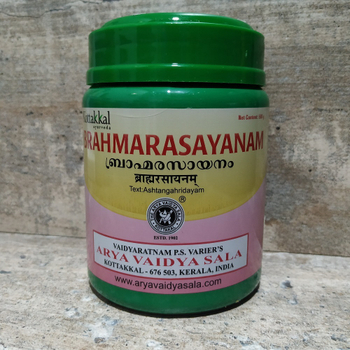 kottakkal
ayurveda
Net Content
BRAHMARASAYANAM
ബ്രാഹ്മരസായനം
ब्राह्मरसायनम्
Text:Ashtangahridayam
®
ESTD. 1902
VAIDYARATNAM P.S. VARIER'S
ARYA VAIDYA SALA
KOTTAKKAL - 676 503, KERALA, INDIA
www.aryavaidyasala.com